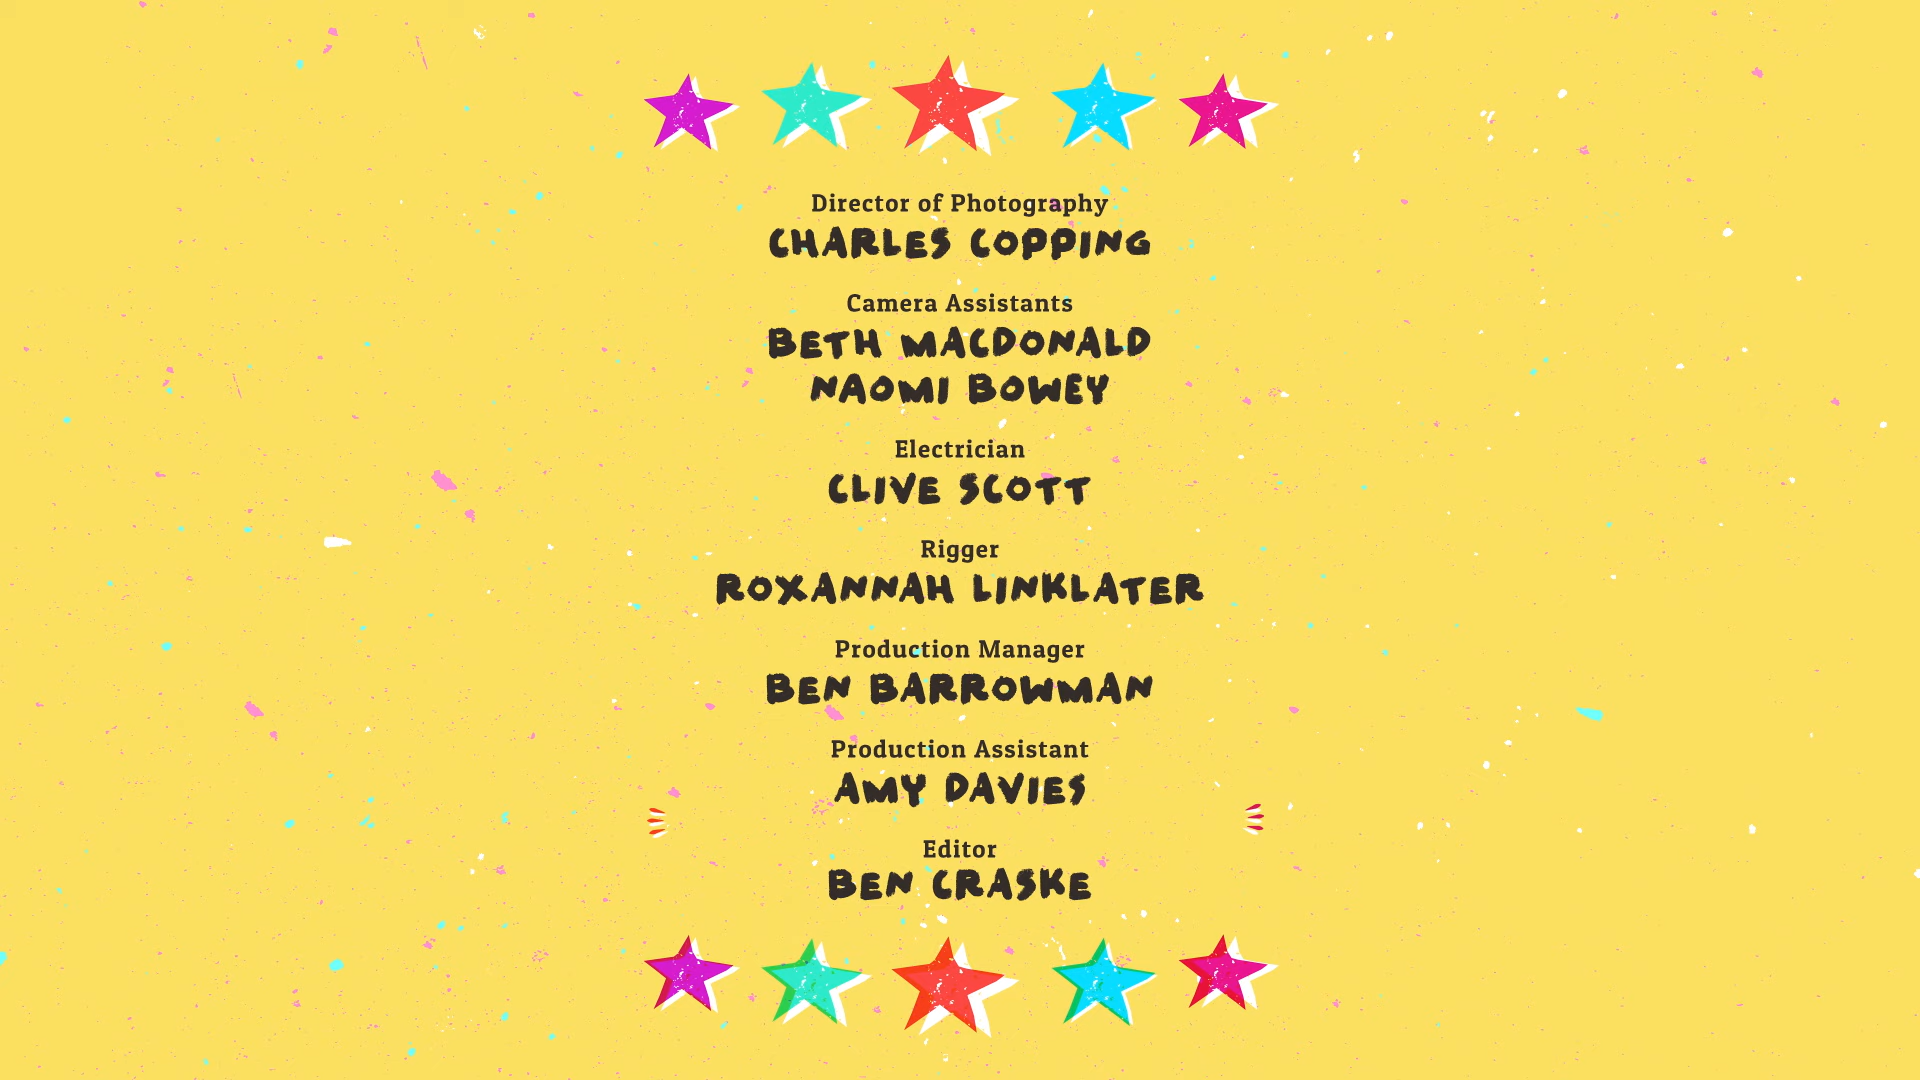 Director of Photography
CHARLES COPPING
Camera Assistants
BETH MACDONALD
NAOMI BOWEY
Electrician
CLIVE SCOTT
Rigger
ROXANNAH LINKLATER
Production Manager
BEN BARROWMAN
Production Assistant
AMY DAVIES
Editor
BEN CRASKE